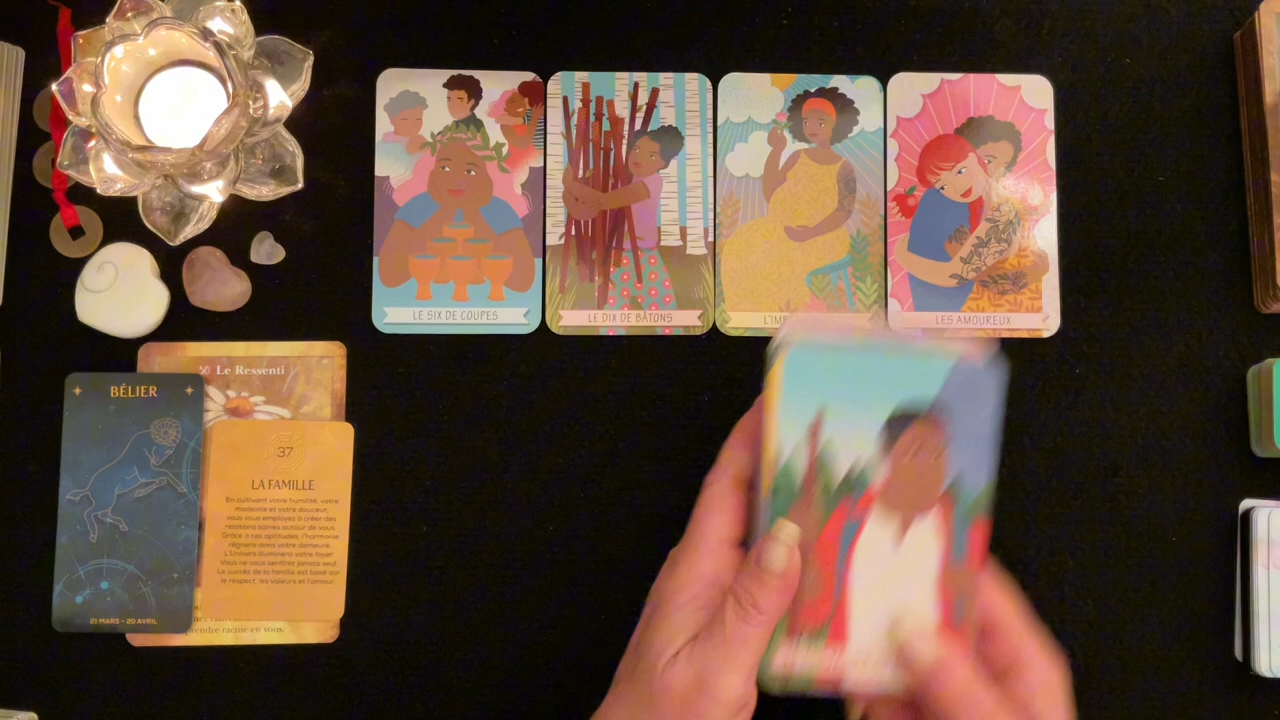 LE SIX DE COUPES
LE DIX DE BÂTONS
LES AMOUREUX
Le Ressenti
BÉLIER
21 MARS - 20 AVRIL
37
LA FAMILLE
En cultivant votre humilité, votre
modestie et votre douceur,
vous vous employez à créer des
relations saines autour de vous.
Grâce à ces aptitudes, l'harmonie
régnera dans votre demeure.
L'Univers illuminera votre foyer
Vous ne vous sentirez jamais seul.
Le succès de la famille est basé sur
le respect, les valeurs et l'amour.
prendre racine en vous.